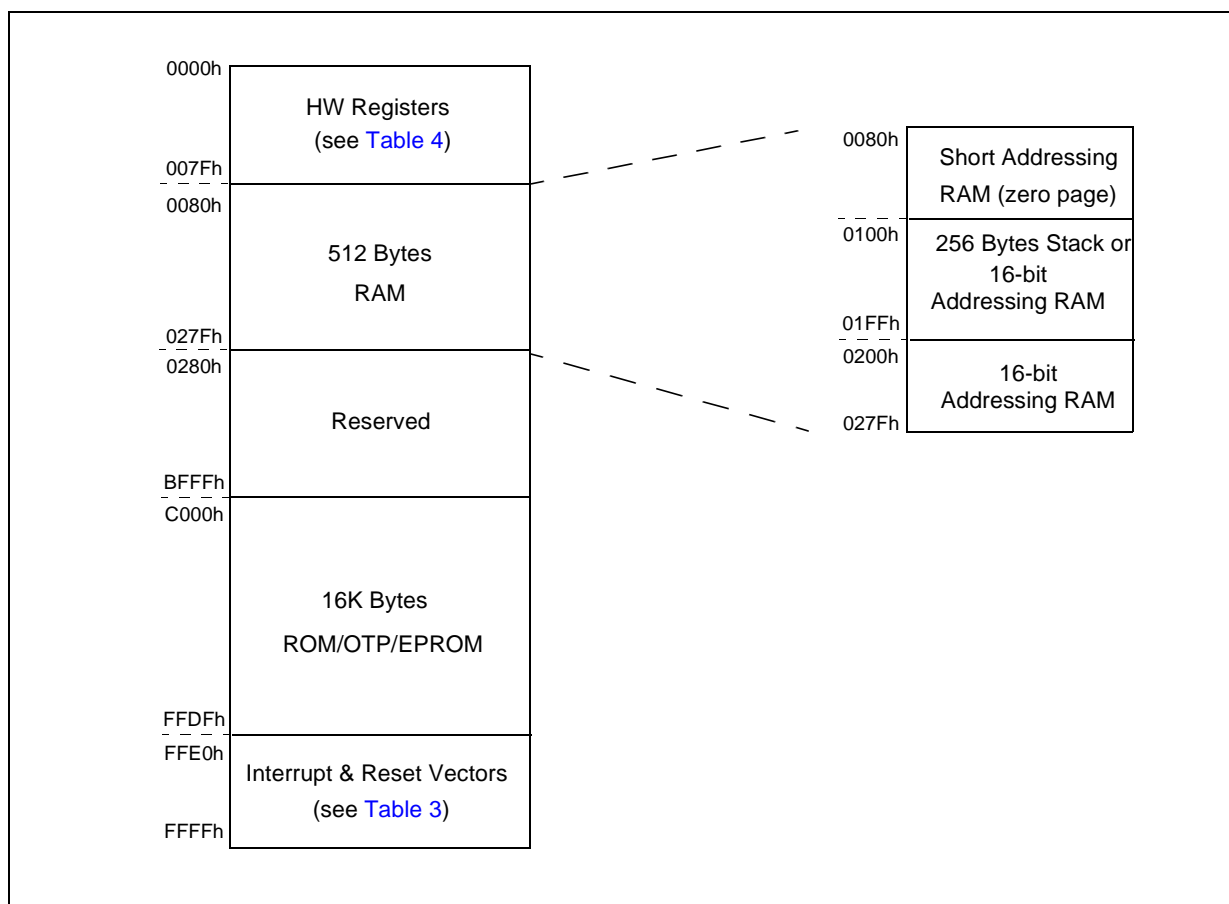 0000h
HW Registers
(see Table 4)
007Fh
0080h
512 Bytes
RAM
027Fh
0280h
Reserved
BFFFh
C000h
16K Bytes
ROM/OTP/EPROM
FFDFh
FFE0h
Interrupt & Reset Vectors
(see Table 3)
FFFFh
0080h
Short Addressing
RAM (zero page)
0100h
256 Bytes Stack or
16-bit
Addressing RAM
01FFh
0200h
16-bit
Addressing RAM
027Fh